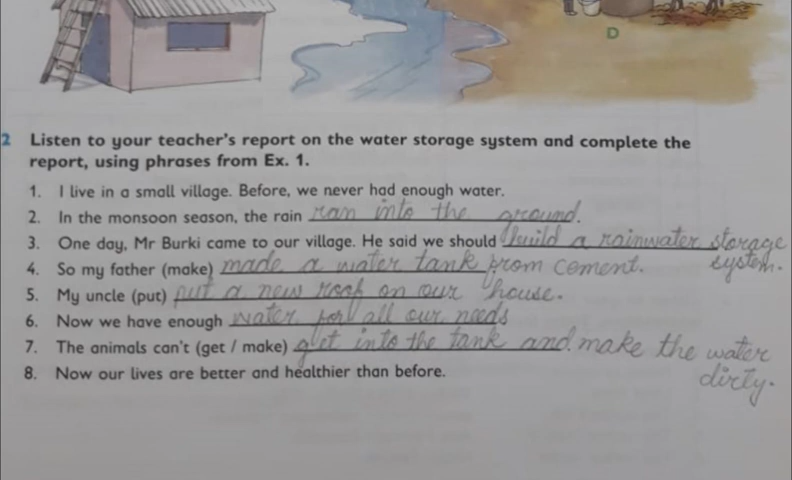 D
2 Listen to your teacher's report on the water storage system and complete the
report, using phrases from Ex. 1.
1. I live in a small village. Before, we never had enough water.
2. In the monsoon season, the rain ran into the ground.
3. One day, Mr Burki came to our village. He said we should build a rainwater storage
system.
4. So my father (make) made a water tank from cement.
5. My uncle (put) put a new roof on our house.
6. Now we have enough water for all our needs
7. The animals can't (get / make) get into the tank and make the water
dirty.
8. Now our lives are better and healthier than before.